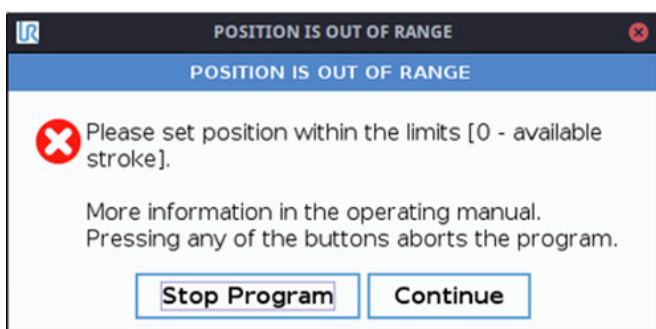 UR
POSITION IS OUT OF RANGE
POSITION IS OUT OF RANGE
Please set position within the limits [0 - available
stroke].
More information in the operating manual.
Pressing any of the buttons aborts the program.
Stop Program
Continue